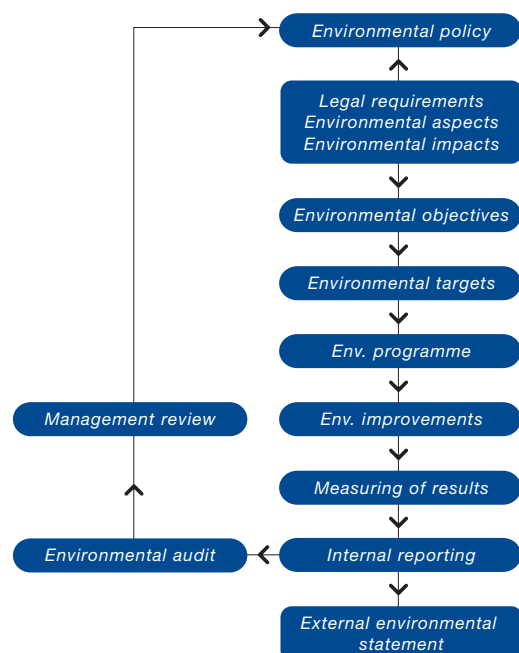 Environmental policy
Legal requirements
Environmental aspects
Environmental impacts
Environmental objectives
Environmental targets
Env. programme
Management review
Env. improvements
Measuring of results
Environmental audit
Internal reporting
External environmental
statement